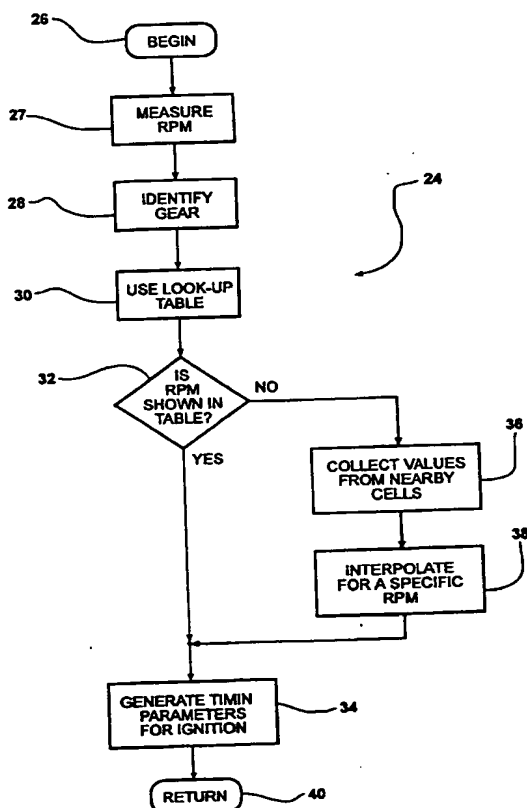 26
BEGIN
27
MEASURE
RPM
24
28
IDENTIFY
GEAR
30
USE LOOK-UP
TABLE
32
IS
RPM
SHOWN IN
TABLE?
NO
YES
36
COLLECT VALUES
FROM NEARBY
CELLS
38
INTERPOLATE
FOR A SPECIFIC
RPM
GENERATE TIMIN
PARAMETERS
FOR IGNITION
34
RETURN
40